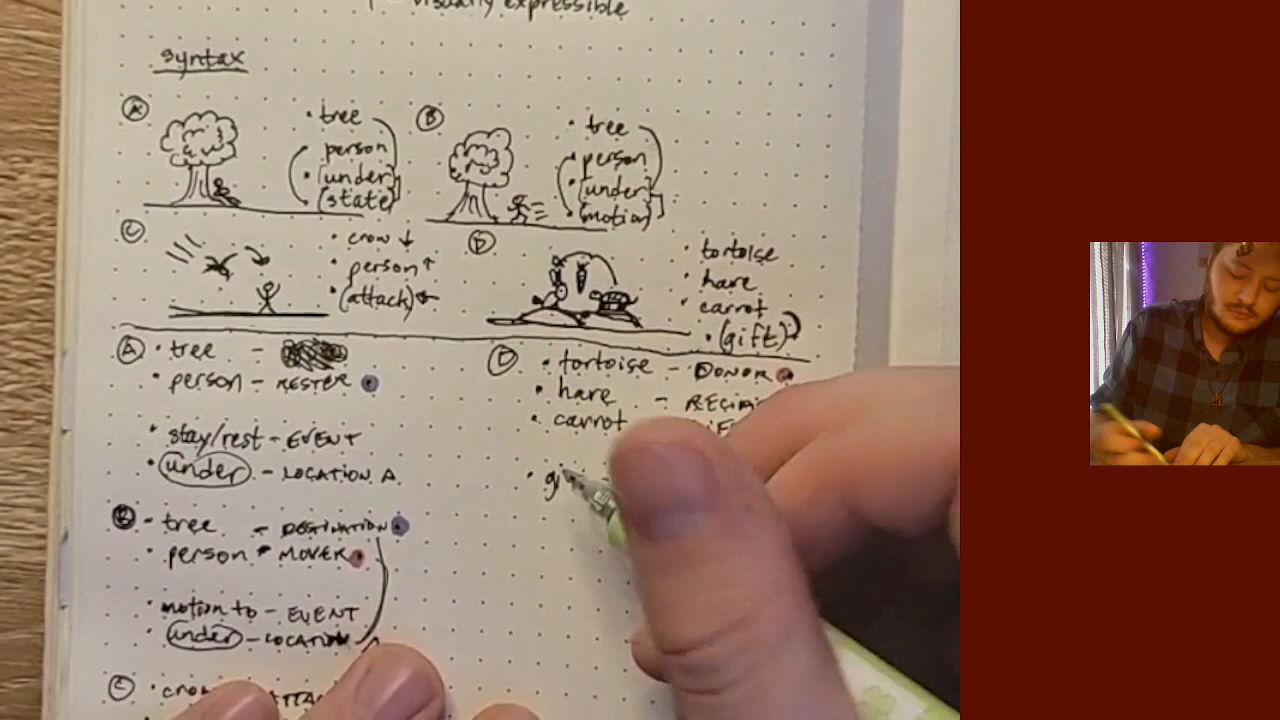 visually expressible
syntax
A
• tree
person
• (under)
(state)
B
• tree
• person
• (under)
• (motion)
C
• crow ↓
• person ↑
• (attack) ←
D
• tortoise
• hare
• carrot
• (gift)
A • tree -
• person - RESTER
• stay/rest - EVENT
• under - LOCATION A
B - tree - DESTINATION
• person - MOVER
• motion to - EVENT
• under - LOCATION
C • crow
D • tortoise - DONOR
• hare -
• carrot